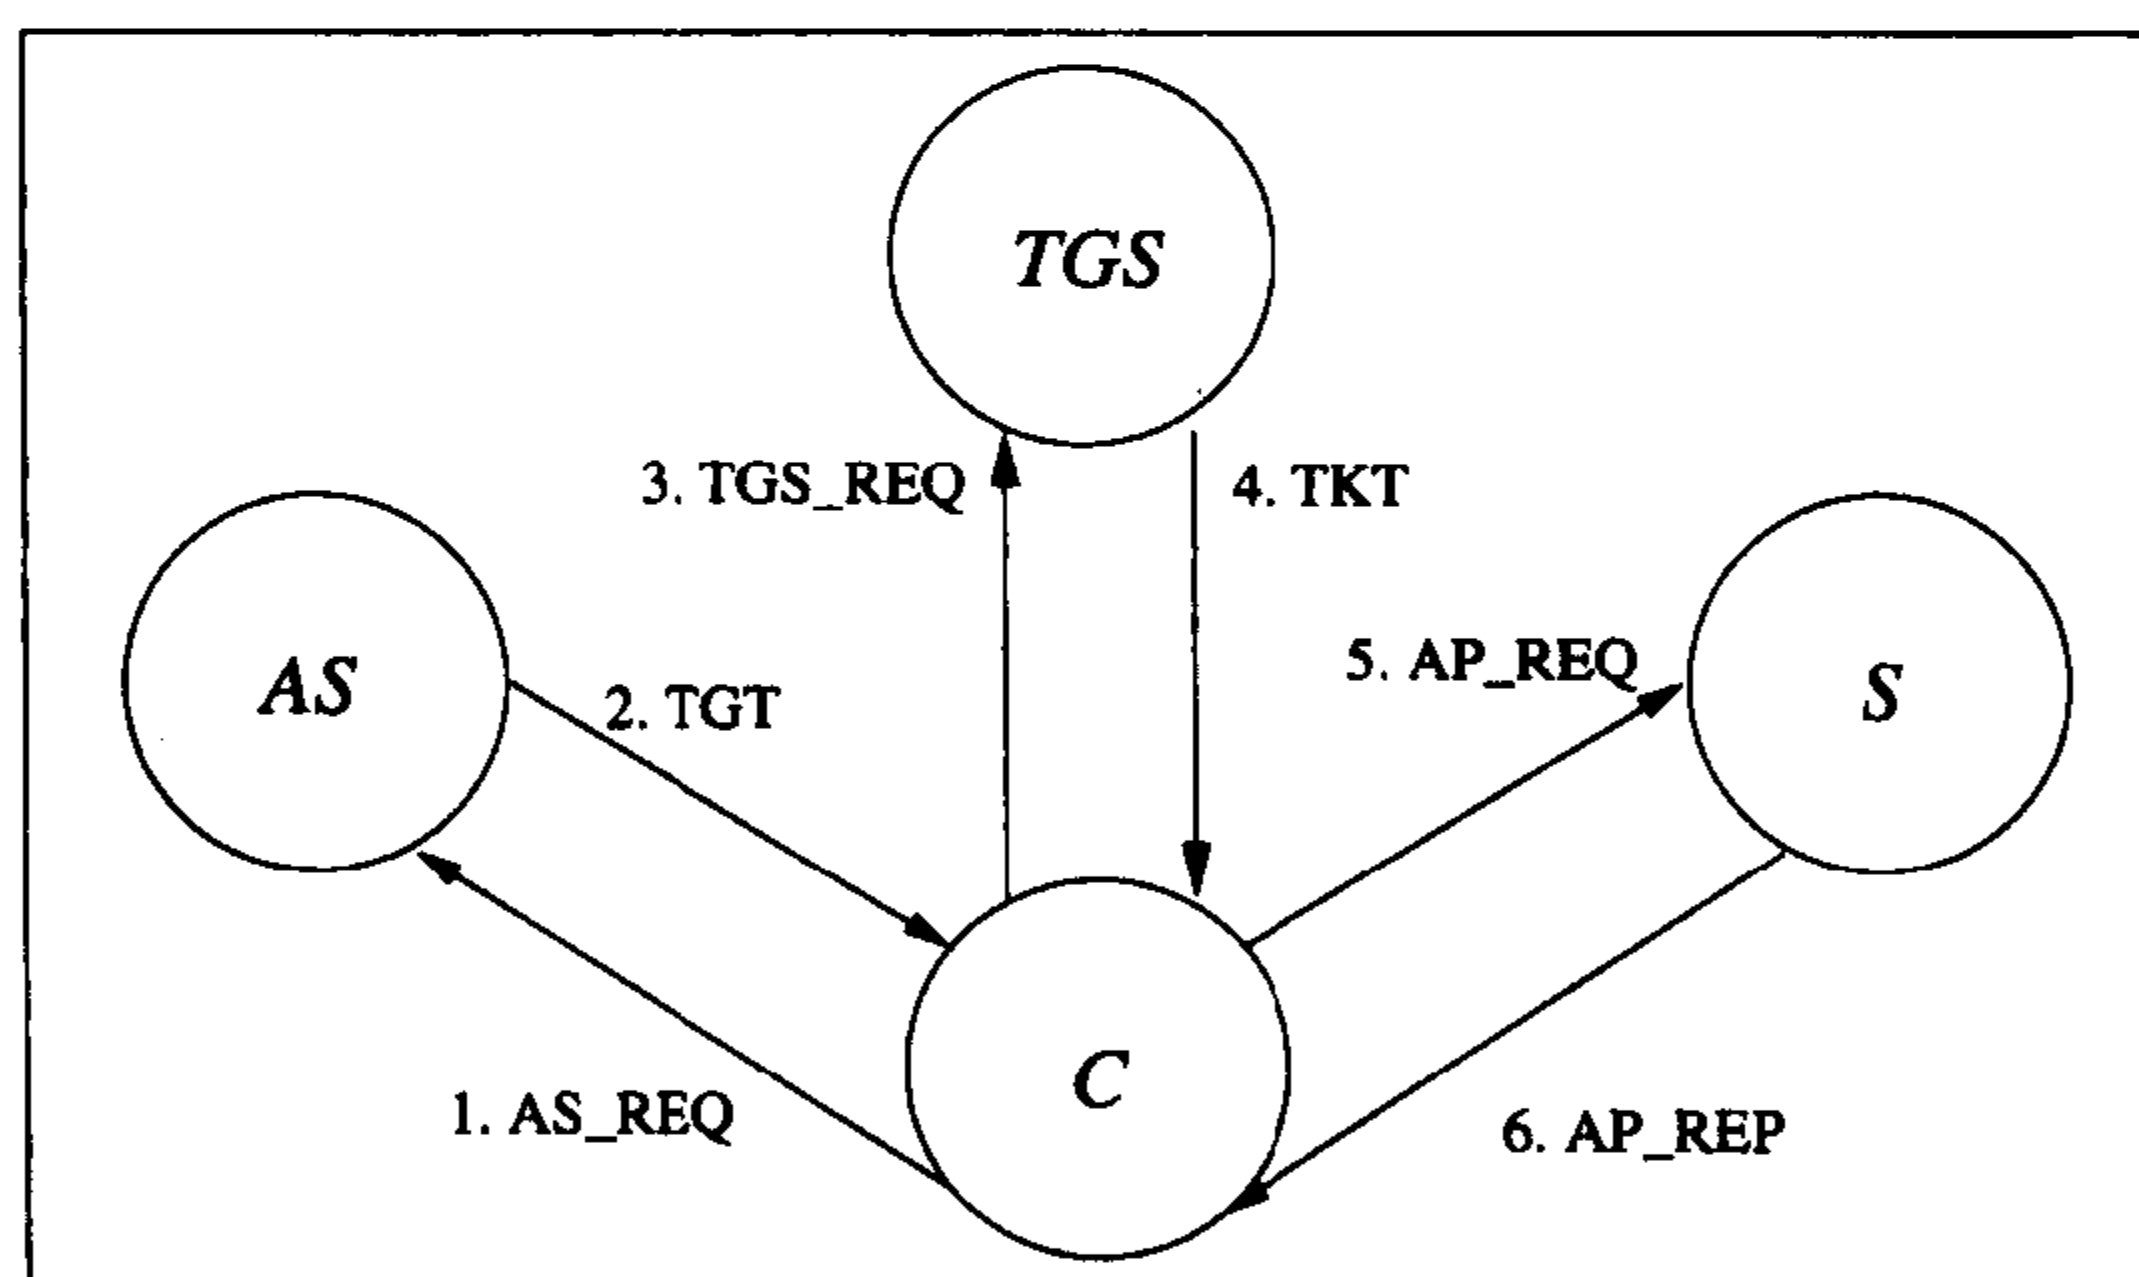 TGS
3. TGS_REQ
4. TKT
AS
2. TGT
5. AP_REQ
S
1. AS_REQ
C
6. AP_REP